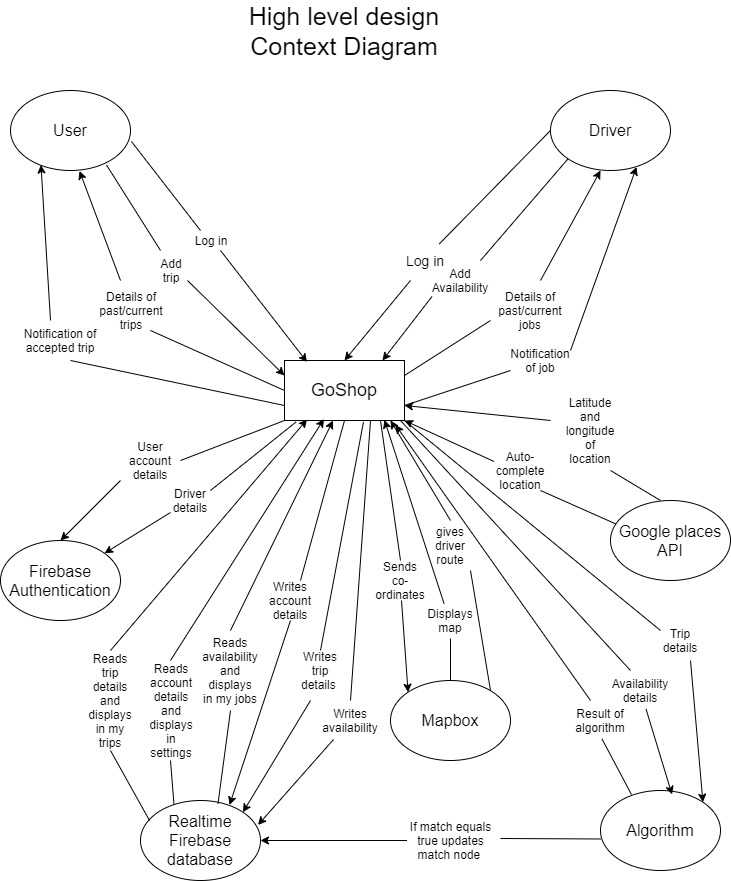 High level design
Context Diagram
User
Driver
Log in
Add
trip
Details of
past/current
trips
Notification of
accepted trip
Log in
Add
Availability
Details of
past/current
jobs
Notification
of job
GoShop
Latitude
and
longitude
of
location
Auto-
complete
location
Google places
API
User
account
details
Driver
details
Firebase
Authentication
Reads
trip
details
and
displays
in my
trips
Reads
account
details
and
displays
in
settings
Reads
availability
and
displays
in my jobs
Writes
account
details
Writes
trip
details
Writes
availability
Sends
co-
ordinates
gives
driver
route
Displays
map
Mapbox
Trip
details
Availability
details
Result of
algorithm
Algorithm
If match equals
true updates
match node
Realtime
Firebase
database